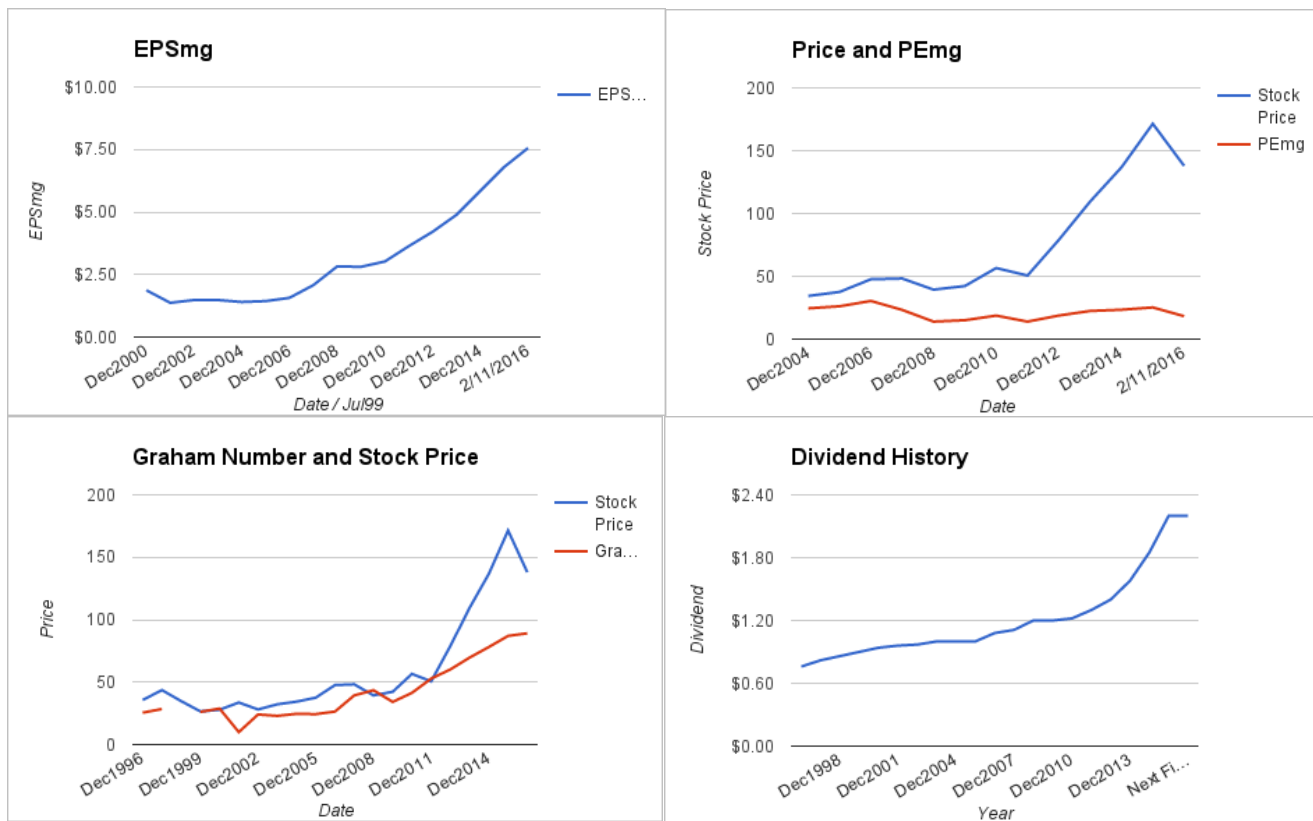 EPSmg
$10.00
$7.50
$5.00
$2.50
$0.00
EPSmg
EPS...
Dec2000
Dec2002
Dec2004
Dec2006
Dec2008
Dec2010
Dec2012
Dec2014
2/11/2016
Date / Jul99
Price and PEmg
200
150
100
50
0
Stock Price
Stock
Price
PEmg
Dec2004
Dec2006
Dec2008
Dec2010
Dec2012
Dec2014
2/11/2016
Date
Graham Number and Stock Price
200
150
100
50
0
Price
Stock
Price
Gra...
Dec1996
Dec1999
Dec2002
Dec2005
Dec2008
Dec2011
Dec2014
Date
Dividend History
$2.40
$1.80
$1.20
$0.60
$0.00
Dividend
Dec1998
Dec2001
Dec2004
Dec2007
Dec2010
Dec2013
Next Fi...
Year